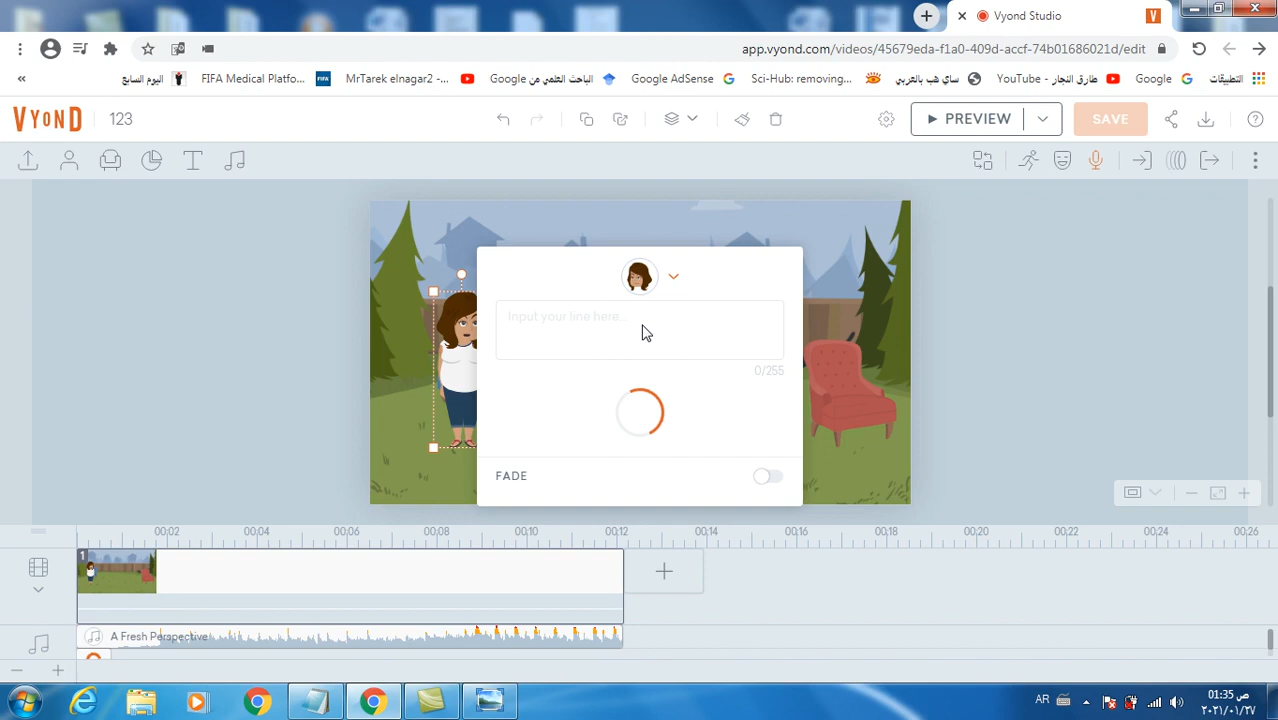 Vyond Studio
app.vyond.com/videos/45679eda-f1a0-409d-accf-74b01686021d/edit
» اليوم السابع FIFA Medical Platfo... FIFA MrTarek elnagar2 - ... الباحث العلمي من Google Google AdSense Sci-Hub: removing... ساي هب بالعربي YouTube - طارق النجار Google التطبيقات
VYOND 123 PREVIEW SAVE
Input your line here...
0/255
FADE
00:02 00:04 00:06 00:08 00:10 00:12 00:14 00:16 00:18 00:20 00:22 00:24 00:26
1
A Fresh Perspective
AR 01:35 ص
٢٠٢١/٠١/٢٧